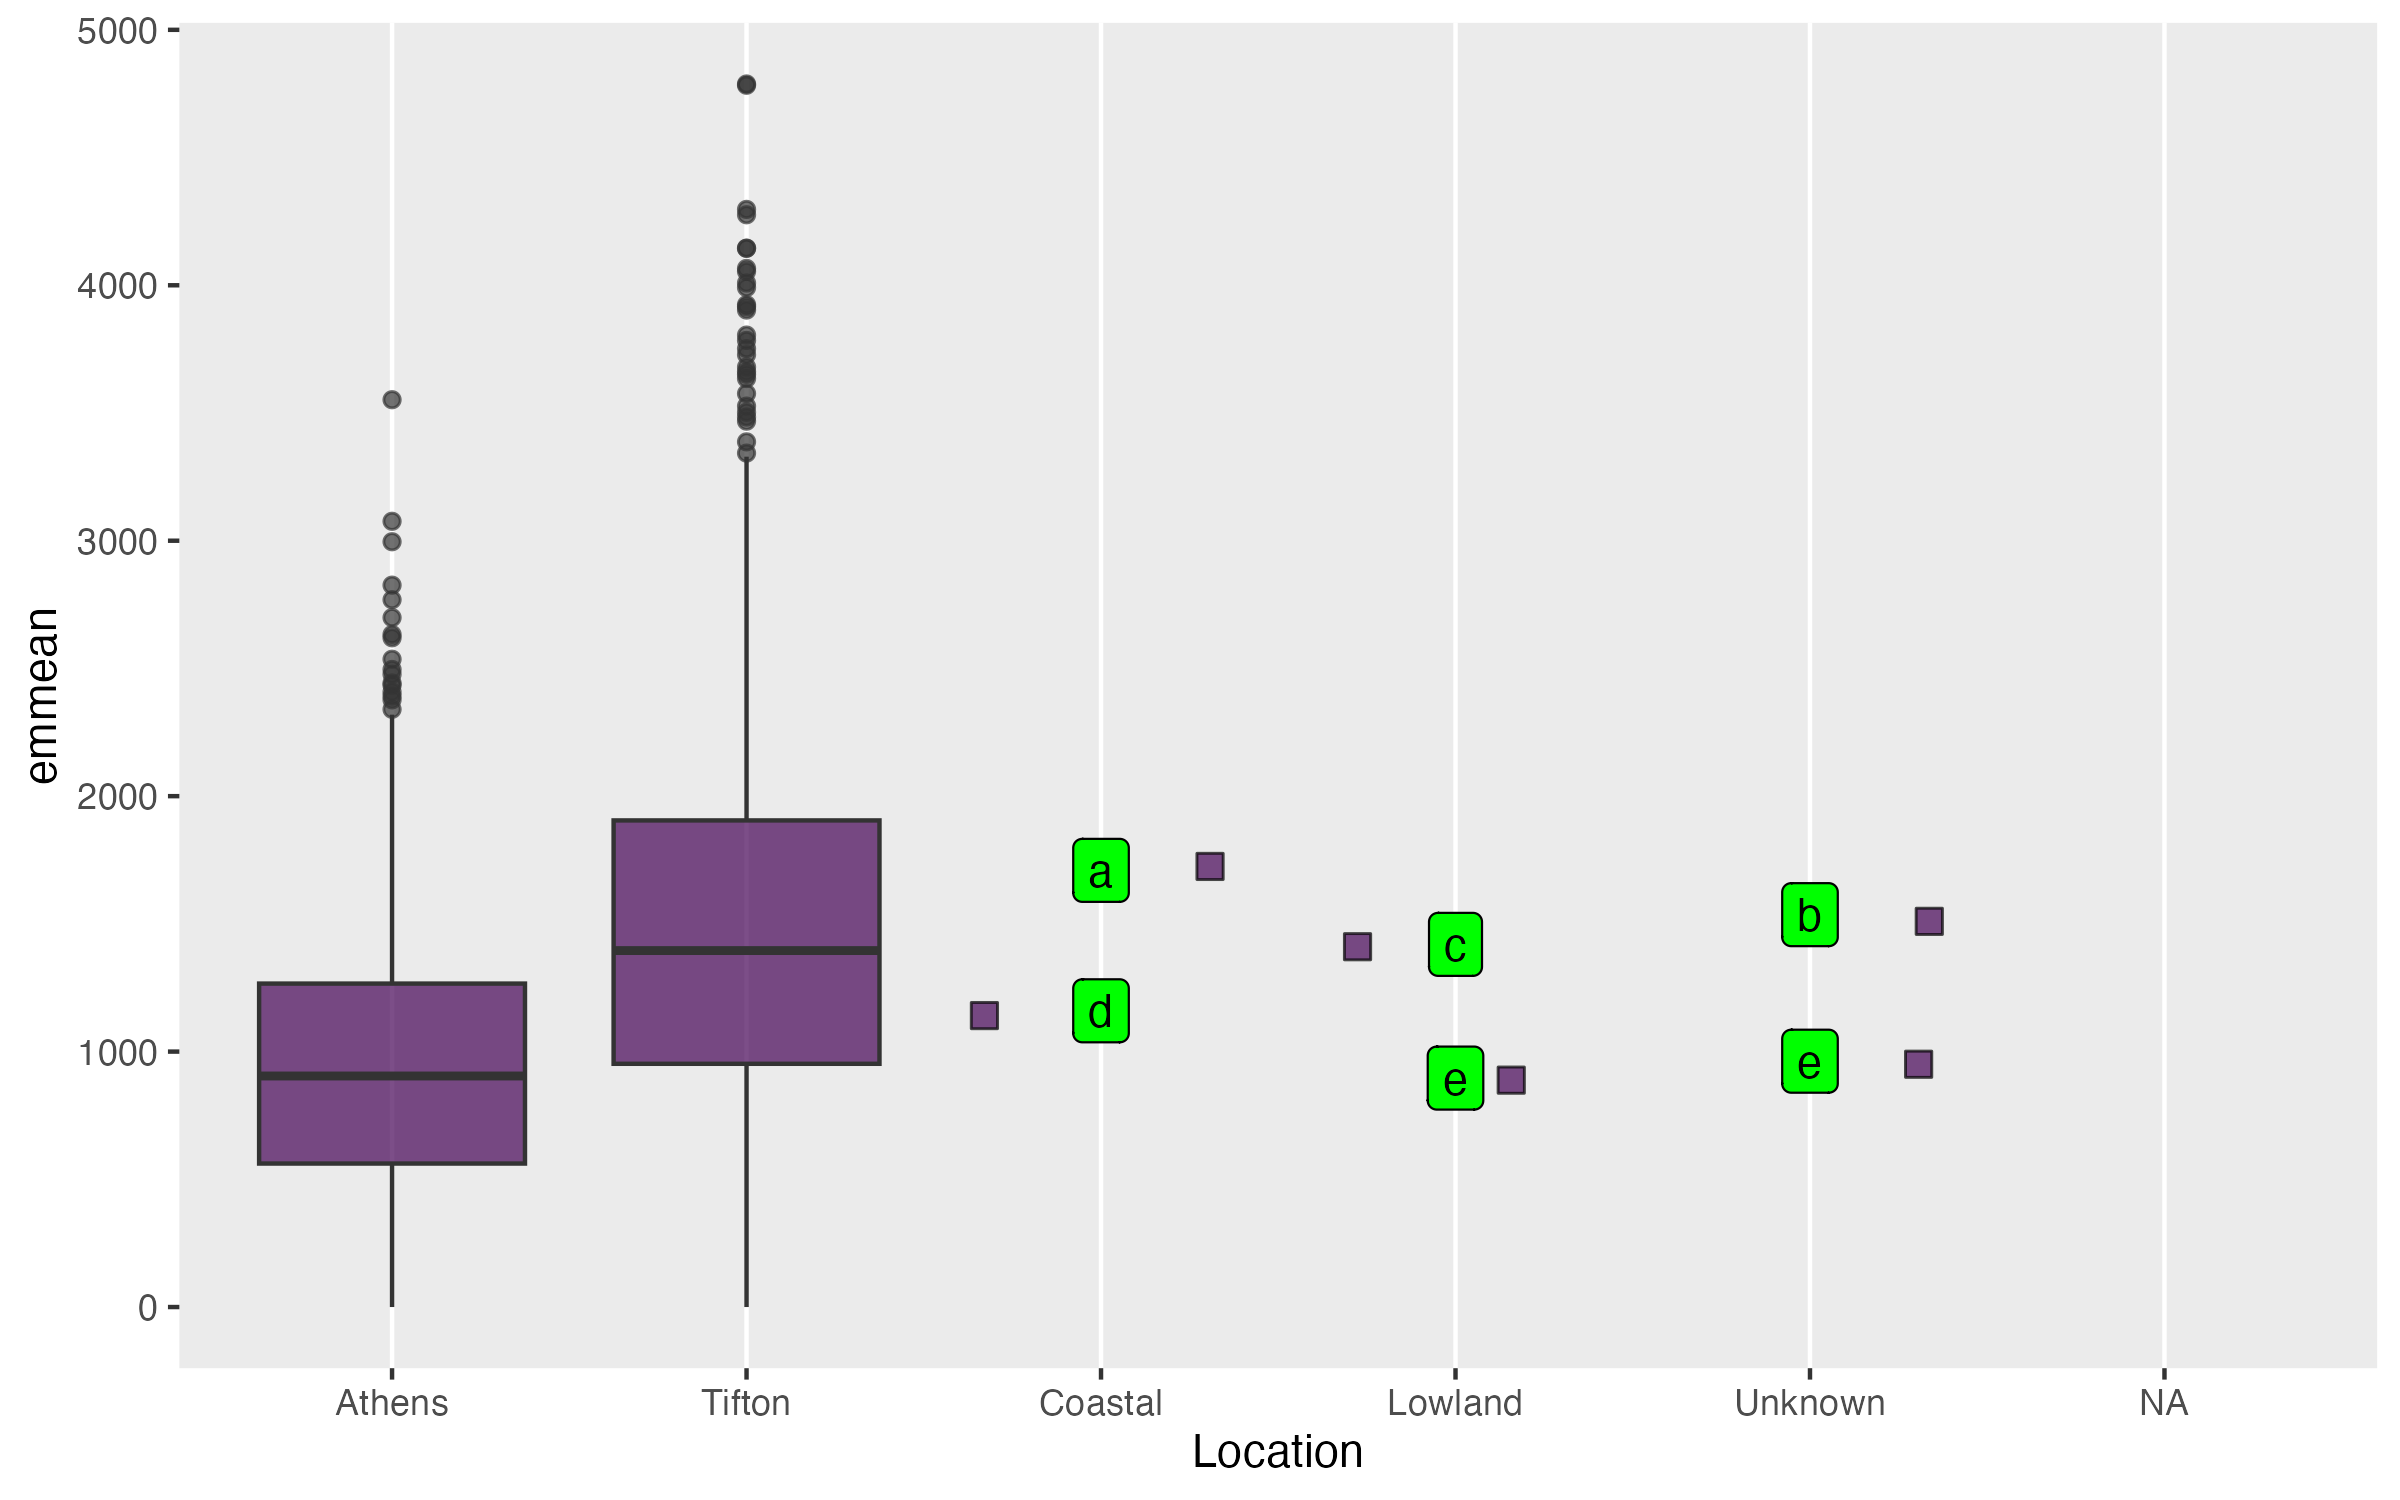 5000
4000
3000
2000
1000
0
emmean
a
b
c
d
e
e
Athens Tifton Coastal Lowland Unknown NA
Location